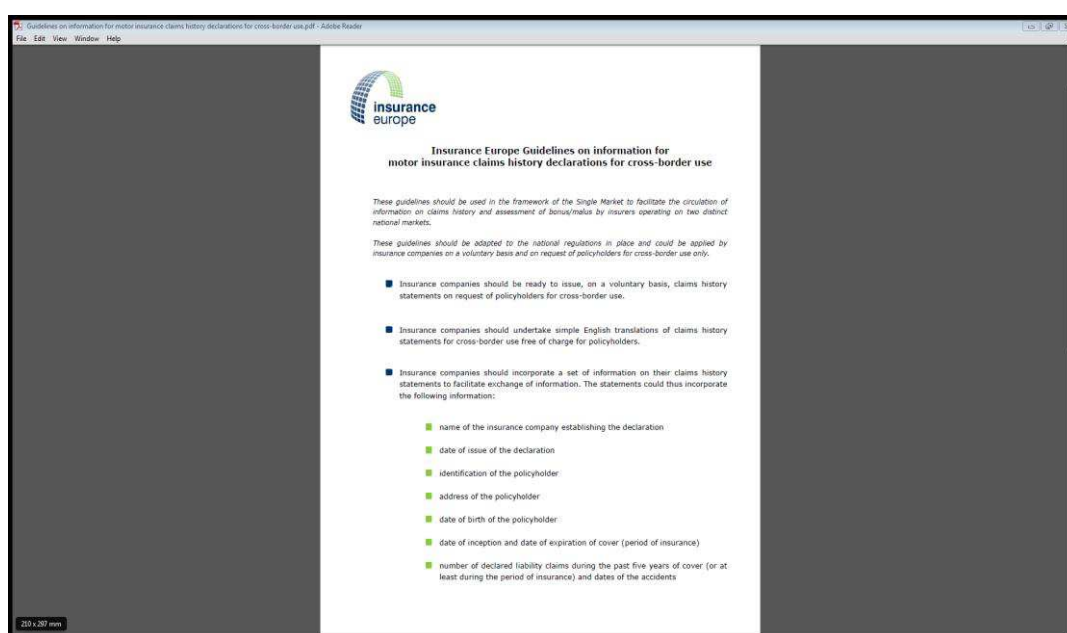 Guidelines on information for motor insurance claims history declarations for cross-border use.pdf - Adobe Reader
File Edit View Window Help
insurance
europe
Insurance Europe Guidelines on information for
motor insurance claims history declarations for cross-border use
These guidelines should be used in the framework of the Single Market to facilitate the circulation of
information on claims history and assessment of bonus/malus by insurers operating on two distinct
national markets.
These guidelines should be adapted to the national regulations in place and could be applied by
insurance companies on a voluntary basis and on request of policyholders for cross-border use only.
Insurance companies should be ready to issue, on a voluntary basis, claims history
statements on request of policyholders for cross-border use.
Insurance companies should undertake simple English translations of claims history
statements for cross-border use free of charge for policyholders.
Insurance companies should incorporate a set of information on their claims history
statements to facilitate exchange of information. The statements could thus incorporate
the following information:
name of the insurance company establishing the declaration
date of issue of the declaration
identification of the policyholder
address of the policyholder
date of birth of the policyholder
date of inception and date of expiration of cover (period of insurance)
number of declared liability claims during the past five years of cover (or at
least during the period of insurance) and dates of the accidents
210 x 297 mm